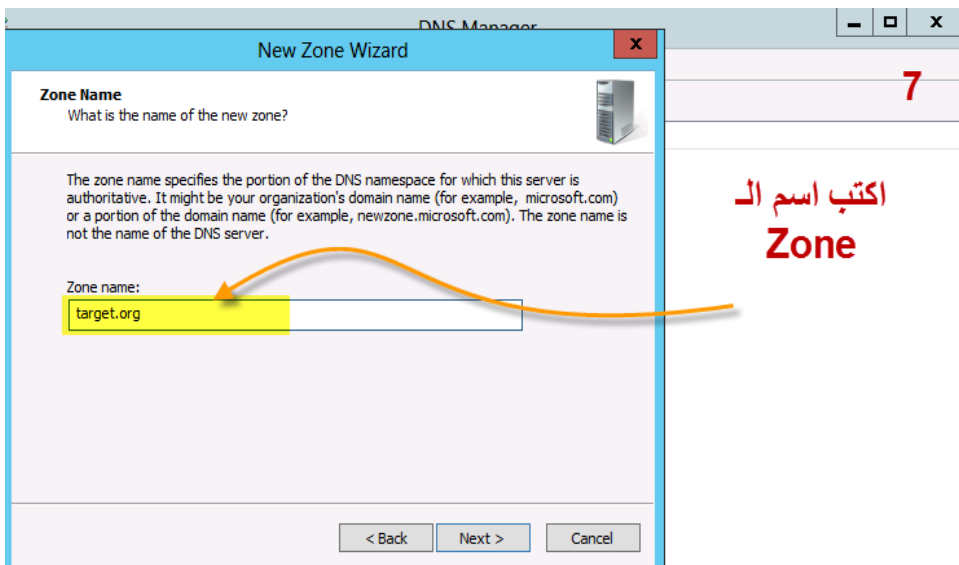 DNS Manager
New Zone Wizard
x
x
7
Zone Name
What is the name of the new zone?
The zone name specifies the portion of the DNS namespace for which this server is
authoritative. It might be your organization's domain name (for example, microsoft.com)
or a portion of the domain name (for example, newzone.microsoft.com). The zone name is
not the name of the DNS server.
اكتب اسم الـ
Zone
Zone name:
target.org
< Back
Next >
Cancel